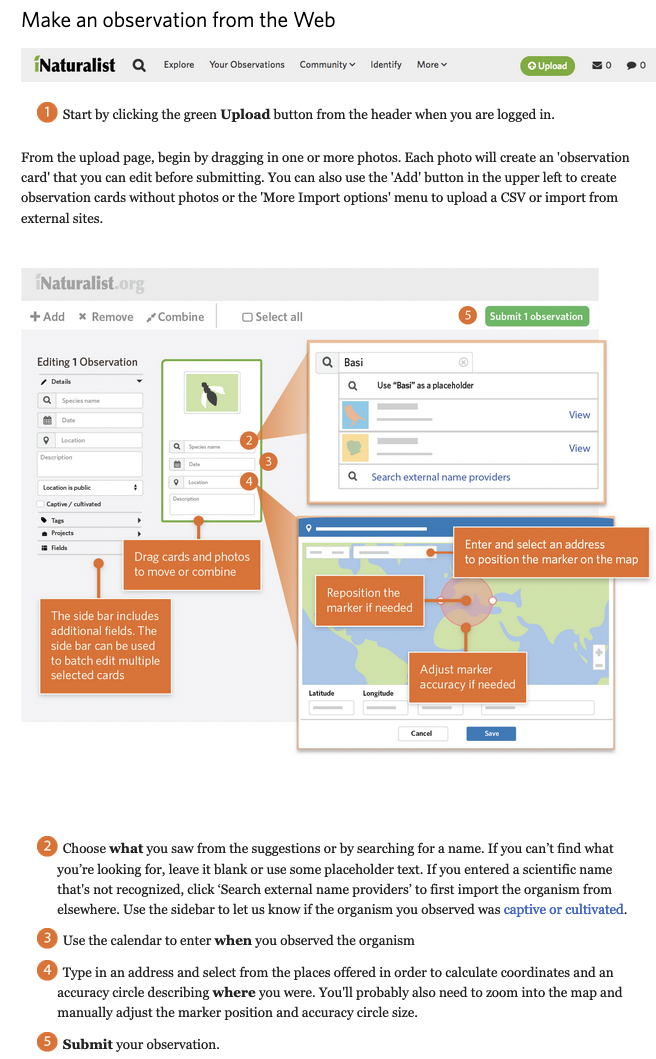 Make an observation from the Web
iNaturalist Explore Your Observations Community More Identify Upload 0 0
1 Start by clicking the green Upload button from the header when you are logged in.
From the upload page, begin by dragging in one or more photos. Each photo will create an 'observation
card' that you can edit before submitting. You can also use the 'Add' button in the upper left to create
observation cards without photos or the 'More Import options' menu to upload a CSV or import from
external sites.
iNaturalist.org
Add Remove Combine Select all 5 Submit 1 observation
Editing 1 Observation
Details
Species name
Date
Location
Description
Location is public
Captive / cultivated
Tags
Projects
Fields
Species name 2
Date 3
Location 4
Description
Basi
Use "Basi" as a placeholder
View
View
Search external name providers
Drag cards and photos
to move or combine
The side bar includes
additional fields. The
side bar can be used
to batch edit multiple
selected cards
Enter and select an address
to position the marker on the map
Reposition the
marker if needed
Adjust marker
accuracy if needed
Latitude Longitude
Cancel Save
2 Choose what you saw from the suggestions or by searching for a name. If you can't find what
you're looking for, leave it blank or use some placeholder text. If you entered a scientific name
that's not recognized, click 'Search external name providers' to first import the organism from
elsewhere. Use the sidebar to let us know if the organism you observed was captive or cultivated.
3 Use the calendar to enter when you observed the organism
4 Type in an address and select from the places offered in order to calculate coordinates and an
accuracy circle describing where you were. You'll probably also need to zoom into the map and
manually adjust the marker position and accuracy circle size.
5 Submit your observation.